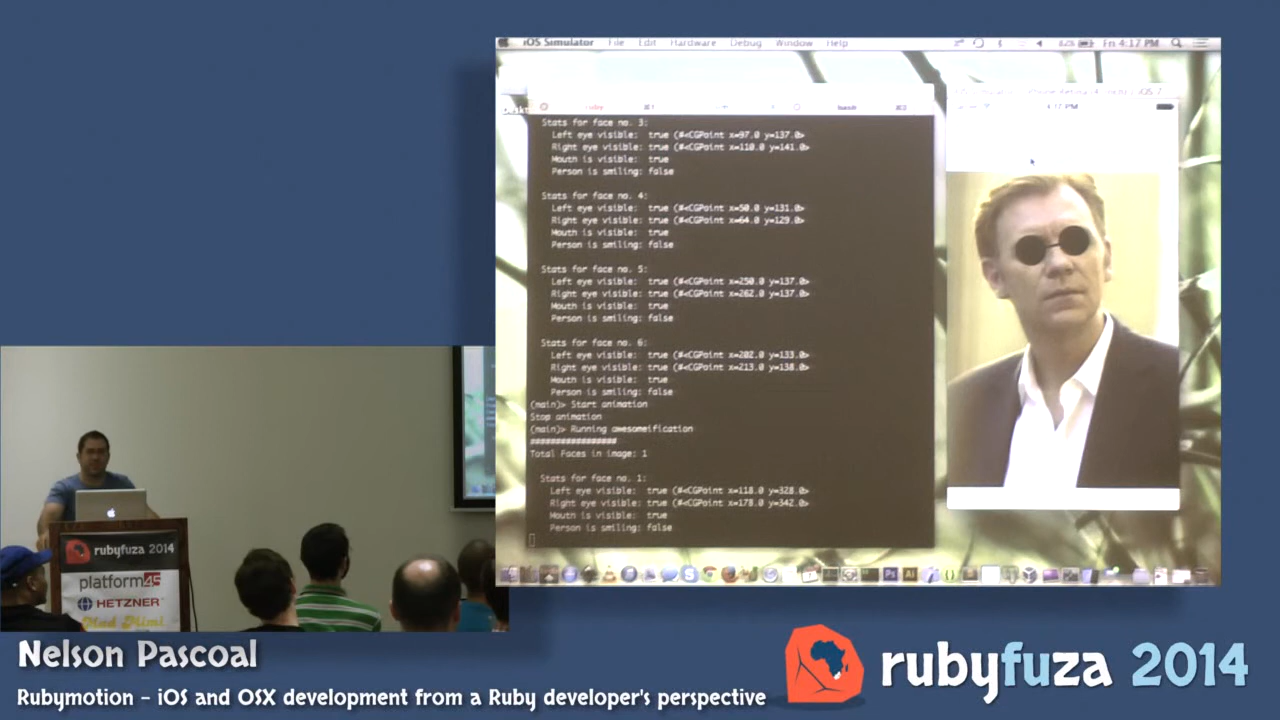 iOS Simulator File Edit Hardware Debug Window Help
Fri 4:17 PM
ruby
bash
4:17 PM
Stats for face no. 3:
Left eye visible: true (#<CGPoint x=97.0 y=137.0>
Right eye visible: true (#<CGPoint x=110.0 y=141.0>
Mouth is visible: true
Person is smiling: false
Stats for face no. 4:
Left eye visible: true (#<CGPoint x=50.0 y=131.0>
Right eye visible: true (#<CGPoint x=64.0 y=129.0>
Mouth is visible: true
Person is smiling: false
Stats for face no. 5:
Left eye visible: true (#<CGPoint x=250.0 y=137.0>
Right eye visible: true (#<CGPoint x=262.0 y=137.0>
Mouth is visible: true
Person is smiling: false
Stats for face no. 6:
Left eye visible: true (#<CGPoint x=202.0 y=133.0>
Right eye visible: true (#<CGPoint x=213.0 y=138.0>
Mouth is visible: true
Person is smiling: false
(main)> Start animation
Stop animation
(main)> Running awesomeification
#################
Total Faces in image: 1
Stats for face no. 1:
Left eye visible: true (#<CGPoint x=118.0 y=328.0>
Right eye visible: true (#<CGPoint x=178.0 y=342.0>
Mouth is visible: true
Person is smiling: false
Ps Ai
rubyfuza 2014
platform45
HETZNER
Mad Mimi
Nelson Pascoal
Rubymotion - iOS and OSX development from a Ruby developer's perspective
rubyfuza 2014